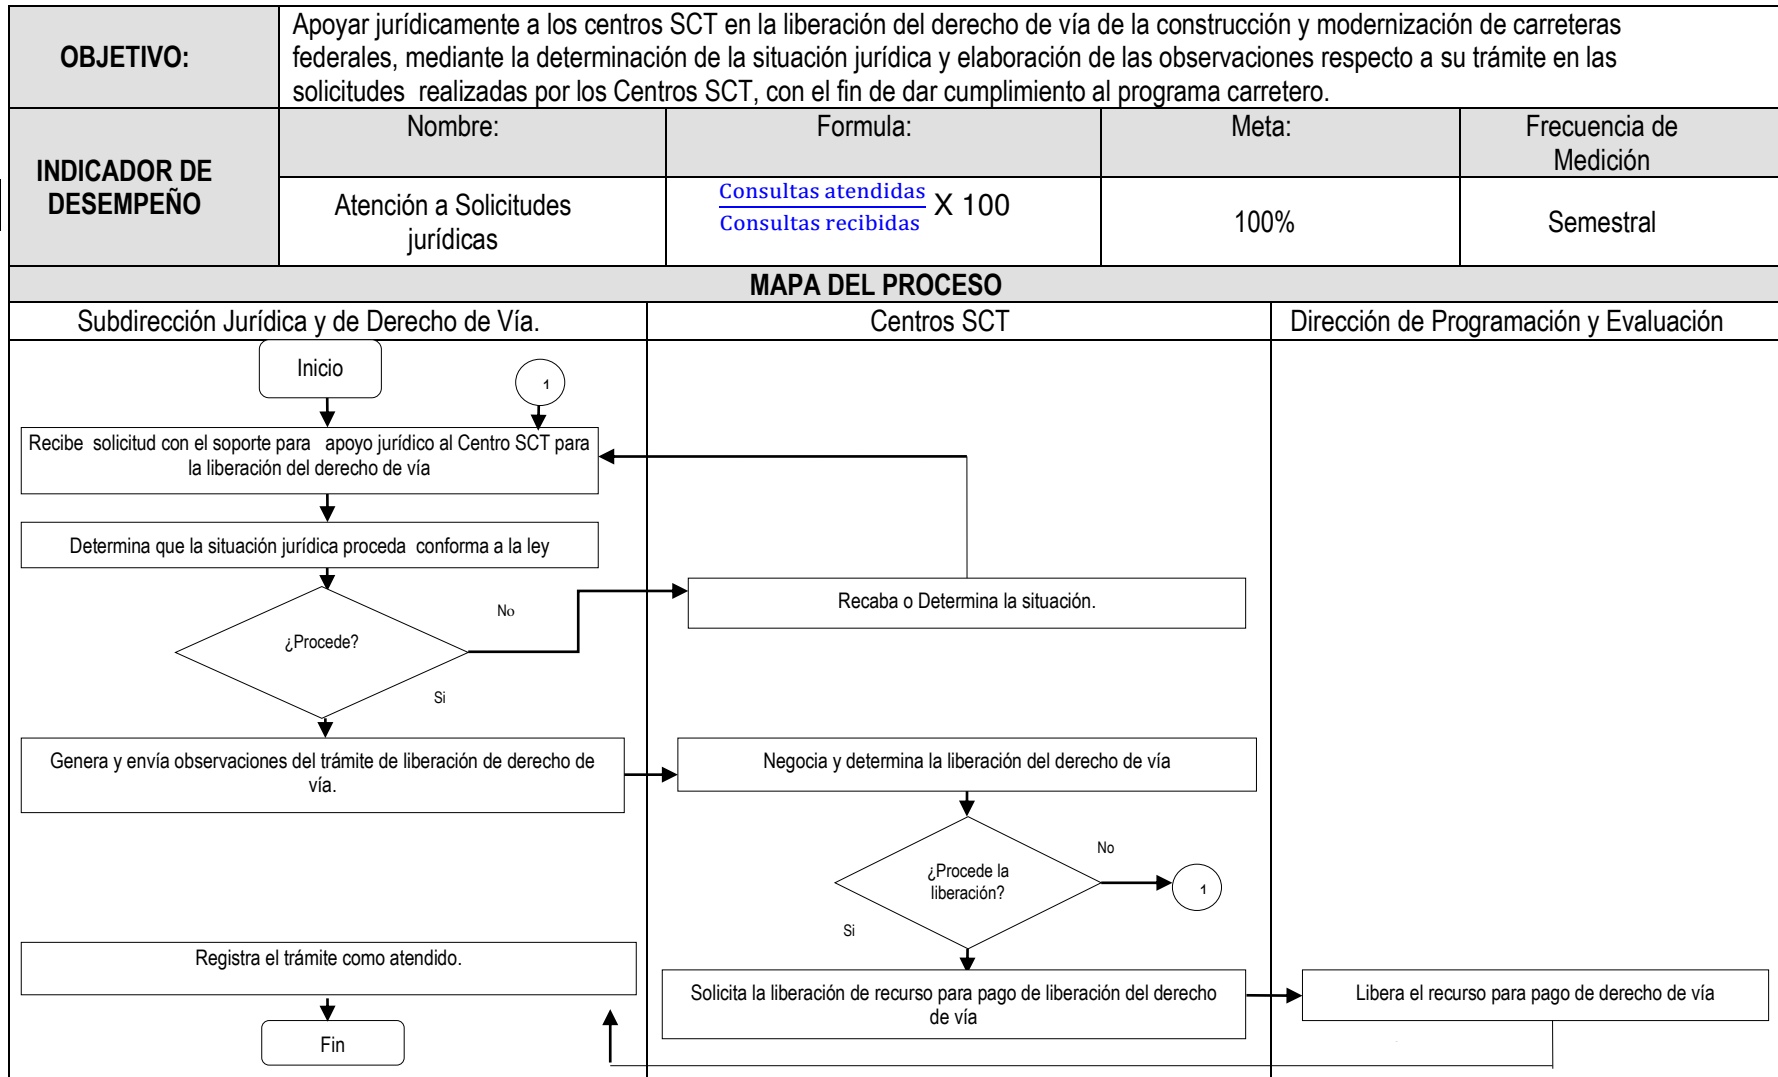 OBJETIVO:
Apoyar jurídicamente a los centros SCT en la liberación del derecho de vía de la construcción y modernización de carreteras
federales, mediante la determinación de la situación jurídica y elaboración de las observaciones respecto a su trámite en las
solicitudes realizadas por los Centros SCT, con el fin de dar cumplimiento al programa carretero.
INDICADOR DE
DESEMPEÑO
Nombre:
Formula:
Meta:
Frecuencia de
Medición
Atención a Solicitudes
jurídicas
Consultas atendidas
Consultas recibidas
X 100
100%
Semestral
MAPA DEL PROCESO
Subdirección Jurídica y de Derecho de Vía.
Centros SCT
Dirección de Programación y Evaluación
Inicio
1
Recibe solicitud con el soporte para apoyo jurídico al Centro SCT para
la liberación del derecho de vía
Determina que la situación jurídica proceda conforma a la ley
No
Recaba o Determina la situación.
¿Procede?
Si
Genera y envía observaciones del trámite de liberación de derecho de
vía.
Negocia y determina la liberación del derecho de vía
¿Procede la
liberación?
No
1
Si
Registra el trámite como atendido.
Solicita la liberación de recurso para pago de liberación del derecho
de vía
Libera el recurso para pago de derecho de vía
Fin